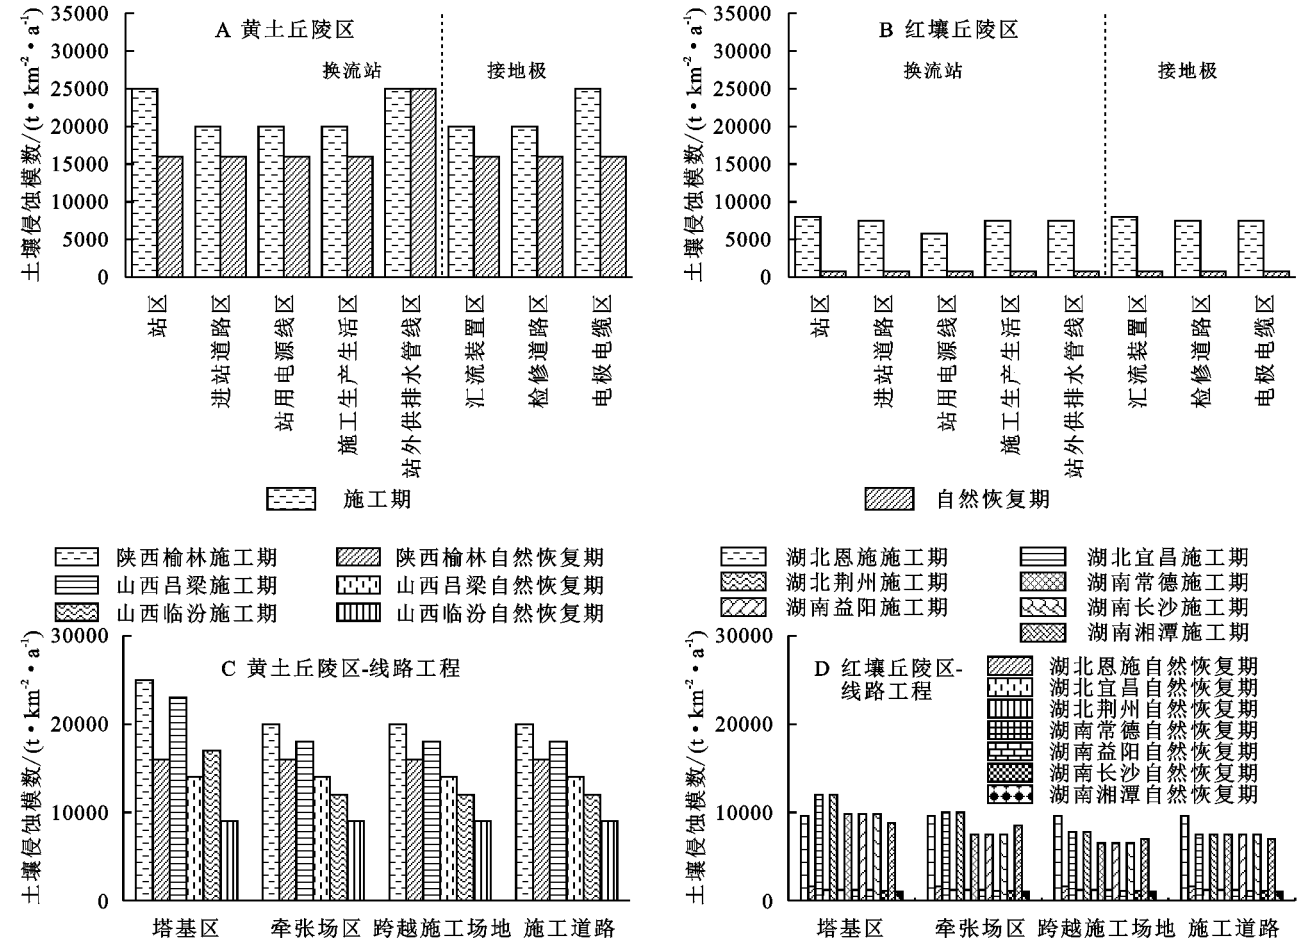 土壤侵蚀模数/(t•km⁻²•a⁻¹)
35000
30000
25000
20000
15000
10000
5000
0
A 黄土丘陵区
换流站
接地极
站区
进站道路区
站用电源线区
施工生产生活区
站外供排水管线区
汇流装置区
检修道路区
电极电缆区
土壤侵蚀模数/(t•km⁻²•a⁻¹)
35000
30000
25000
20000
15000
10000
5000
0
B 红壤丘陵区
换流站
接地极
站区
进站道路区
站用电源线区
施工生产生活区
站外供排水管线区
汇流装置区
检修道路区
电极电缆区
施工期
自然恢复期
陕西榆林施工期
陕西榆林自然恢复期
山西吕梁施工期
山西吕梁自然恢复期
山西临汾施工期
山西临汾自然恢复期
土壤侵蚀模数/(t•km⁻²•a⁻¹)
30000
20000
10000
0
C 黄土丘陵区-线路工程
塔基区
牵张场区
跨越施工场地
施工道路
湖北恩施施工期
湖北宜昌施工期
湖北荆州施工期
湖南常德施工期
湖南益阳施工期
湖南长沙施工期
湖南湘潭施工期
土壤侵蚀模数/(t•km⁻²•a⁻¹)
30000
20000
10000
0
D 红壤丘陵区-
线路工程
湖北恩施自然恢复期
湖北宜昌自然恢复期
湖北荆州自然恢复期
湖南常德自然恢复期
湖南益阳自然恢复期
湖南长沙自然恢复期
湖南湘潭自然恢复期
塔基区
牵张场区
跨越施工场地
施工道路